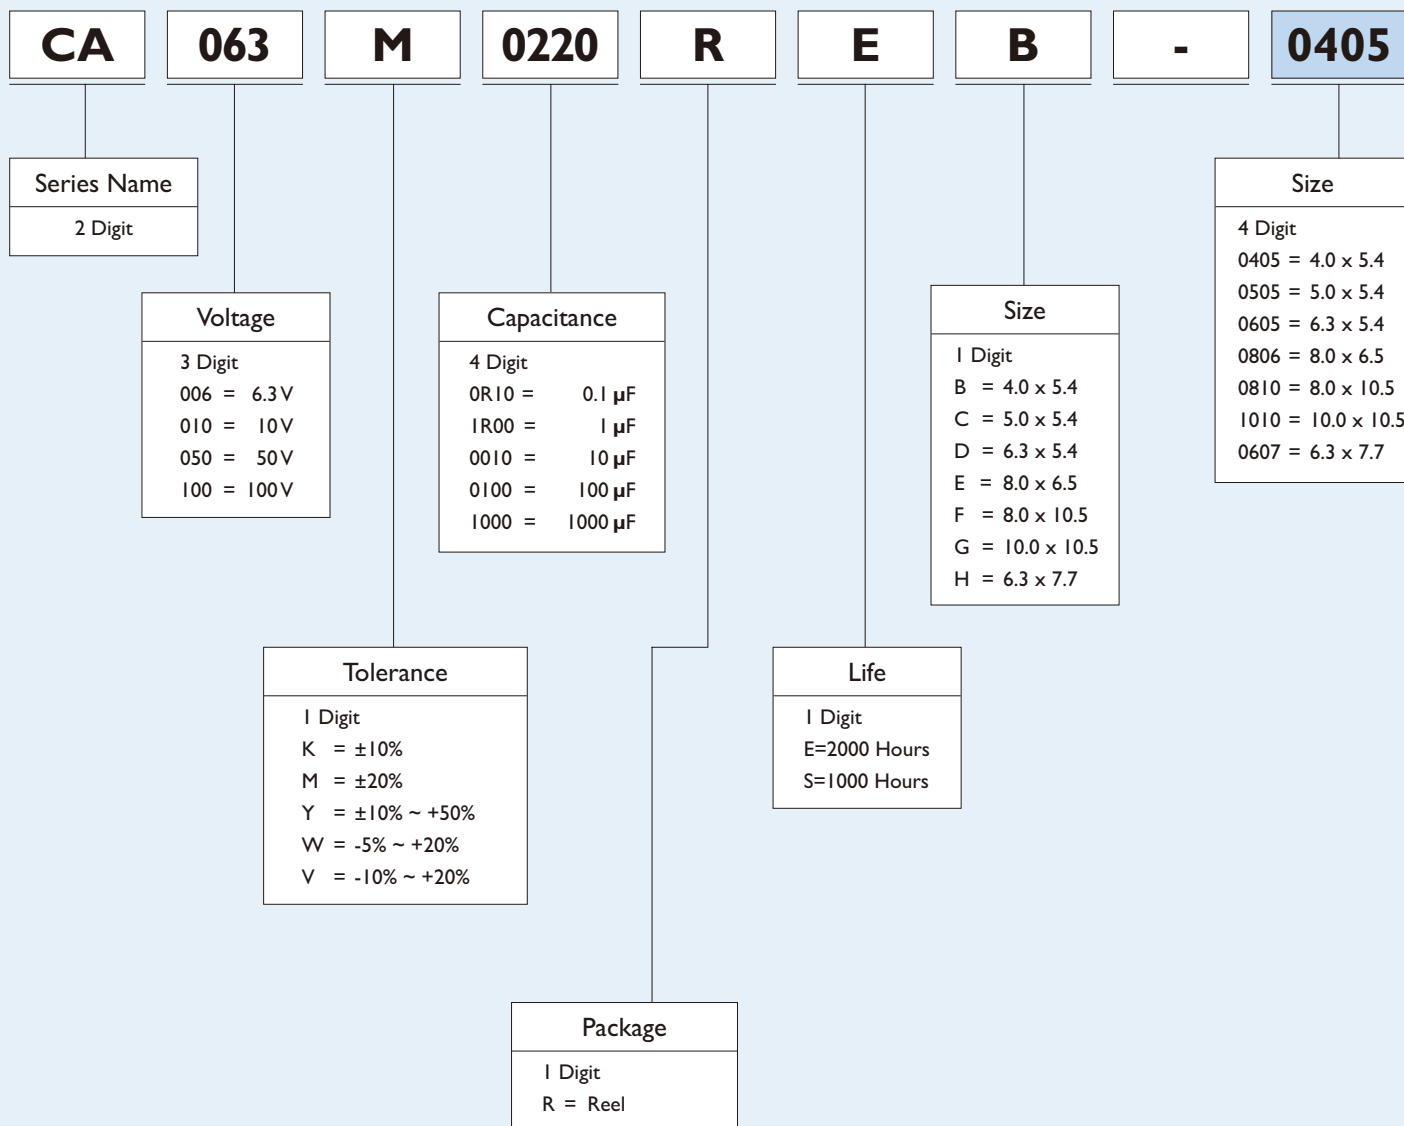 CA 063 M 0220 R E B - 0405
Series Name
2 Digit
Voltage
3 Digit
006 = 6.3V
010 = 10V
050 = 50V
100 = 100V
Capacitance
4 Digit
0R10 = 0.1 µF
1R00 = 1 µF
0010 = 10 µF
0100 = 100 µF
1000 = 1000 µF
Size
1 Digit
B = 4.0 x 5.4
C = 5.0 x 5.4
D = 6.3 x 5.4
E = 8.0 x 6.5
F = 8.0 x 10.5
G = 10.0 x 10.5
H = 6.3 x 7.7
Size
4 Digit
0405 = 4.0 x 5.4
0505 = 5.0 x 5.4
0605 = 6.3 x 5.4
0806 = 8.0 x 6.5
0810 = 8.0 x 10.5
1010 = 10.0 x 10.5
0607 = 6.3 x 7.7
Tolerance
1 Digit
K = ±10%
M = ±20%
Y = ±10% ~ +50%
W = -5% ~ +20%
V = -10% ~ +20%
Life
1 Digit
E=2000 Hours
S=1000 Hours
Package
1 Digit
R = Reel